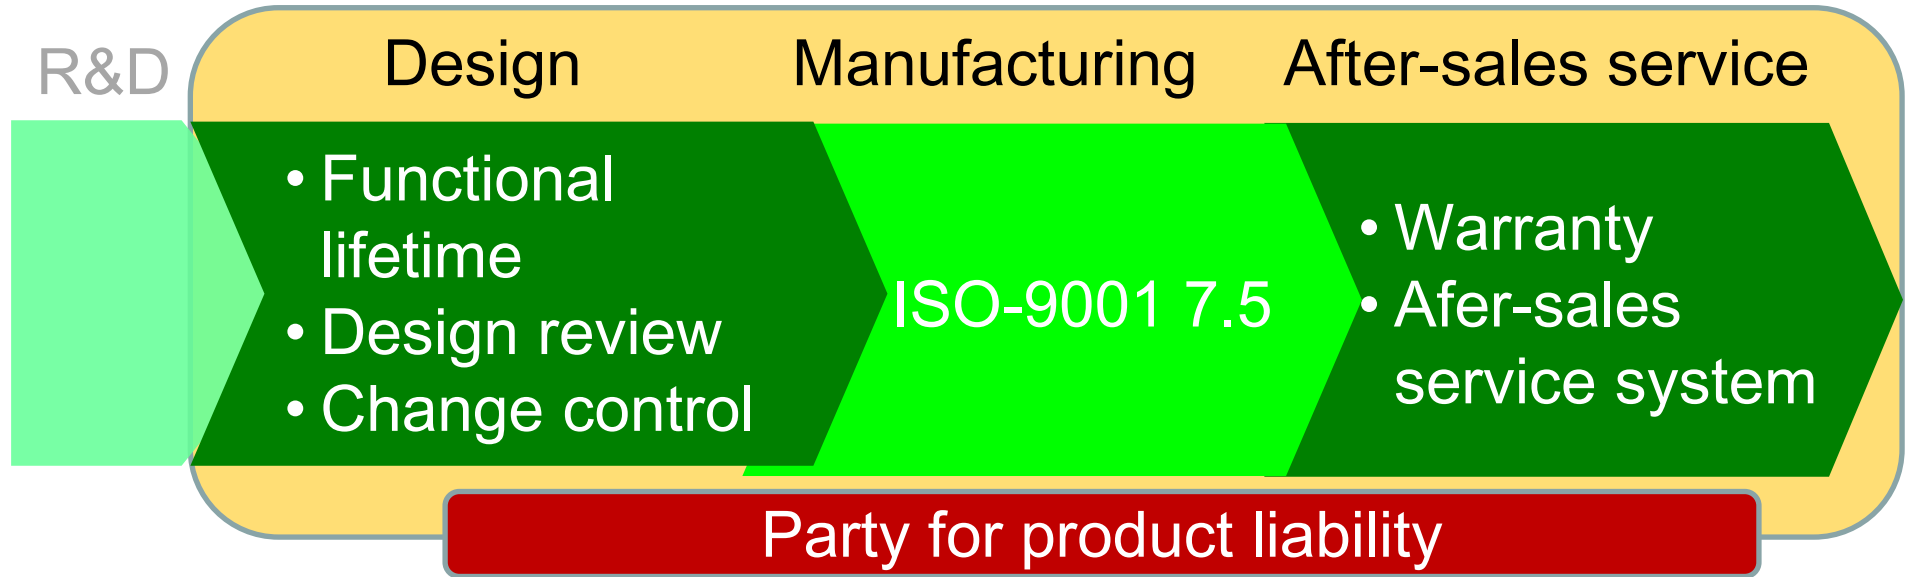 R&D
Design
Manufacturing
After-sales service
• Functional
lifetime
• Design review
• Change control
ISO-9001 7.5
• Warranty
• Afer-sales
service system
Party for product liability